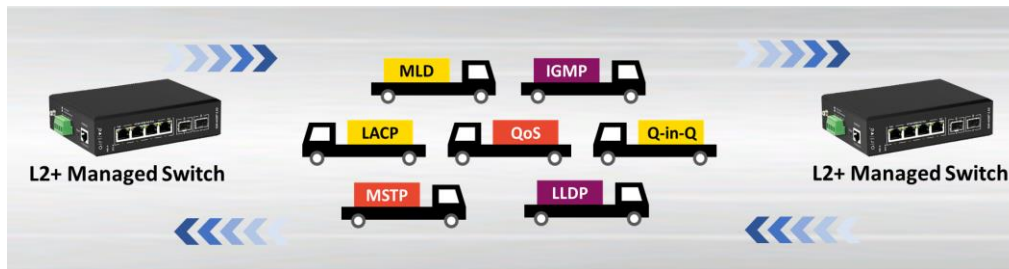 MLD
IGMP
LACP
QoS
Q-in-Q
L2+ Managed Switch
L2+ Managed Switch
MSTP
LLDP